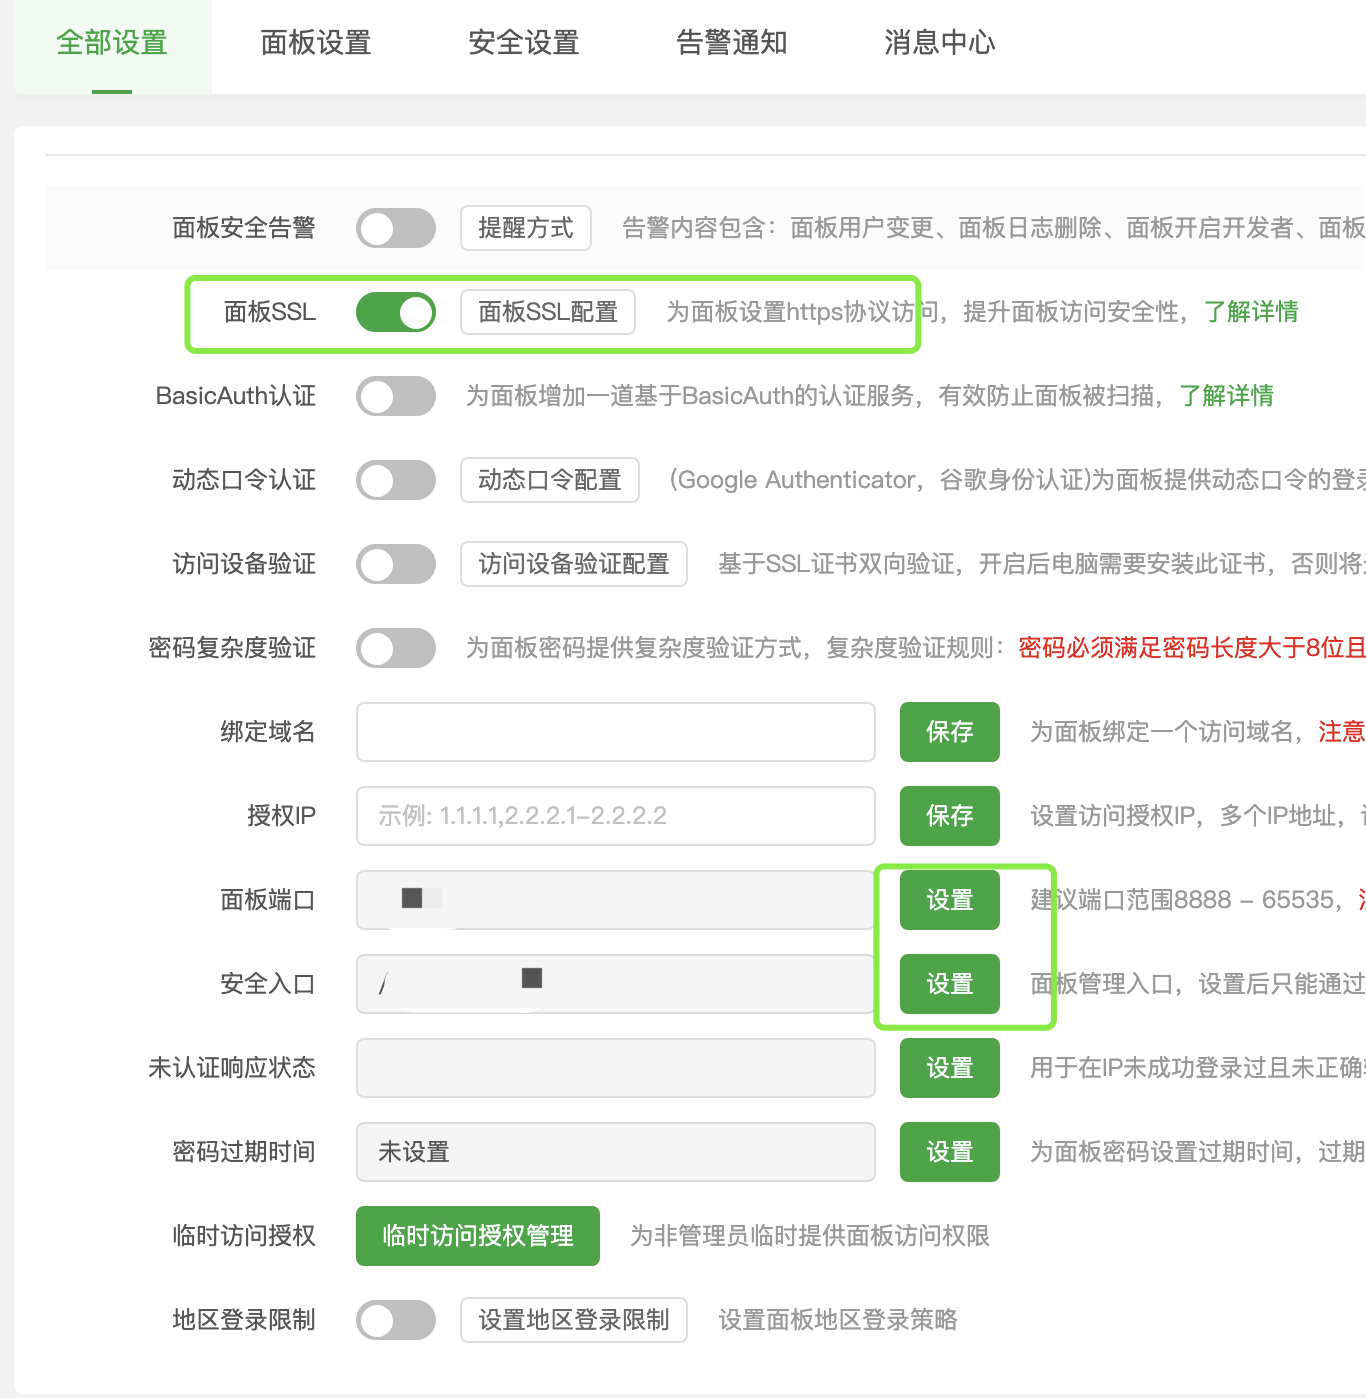 全部设置 面板设置 安全设置 告警通知 消息中心
面板安全告警 提醒方式 告警内容包含：面板用户变更、面板日志删除、面板开启开发者、面板
面板SSL 面板SSL配置 为面板设置https协议访问，提升面板访问安全性，了解详情
BasicAuth认证 为面板增加一道基于BasicAuth的认证服务，有效防止面板被扫描，了解详情
动态口令认证 动态口令配置 (Google Authenticator，谷歌身份认证)为面板提供动态口令的登录
访问设备验证 访问设备验证配置 基于SSL证书双向验证，开启后电脑需要安装此证书，否则将
密码复杂度验证 为面板密码提供复杂度验证方式，复杂度验证规则：密码必须满足密码长度大于8位且
绑定域名 保存 为面板绑定一个访问域名，注意
授权IP 示例: 1.1.1.1,2.2.2.1-2.2.2.2 保存 设置访问授权IP，多个IP地址，
面板端口 设置 建议端口范围8888 - 65535，
安全入口 / 设置 面板管理入口，设置后只能通过
未认证响应状态 设置 用于在IP未成功登录过且未正确
密码过期时间 未设置 设置 为面板密码设置过期时间，过期
临时访问授权 临时访问授权管理 为非管理员临时提供面板访问权限
地区登录限制 设置地区登录限制 设置面板地区登录策略